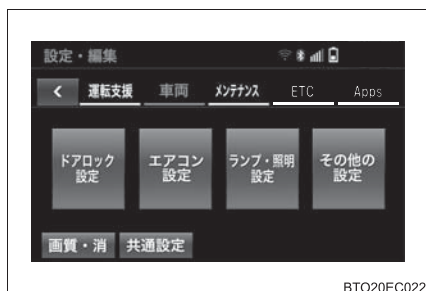 設定・編集
運転支援 車両 メンテナンス ETC Apps
ドアロック
設定
エアコン
設定
ランプ・照明
設定
その他の
設定
画質・消 共通設定
BTO20EC022